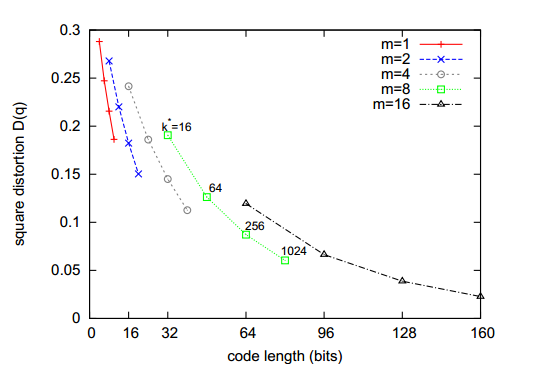 0.3
0.25
0.2
0.15
0.1
0.05
0
square distortion D(q)
m=1
m=2
m=4
m=8
m=16
k*=16
64
256
1024
0 16 32 64 96 128 160
code length (bits)